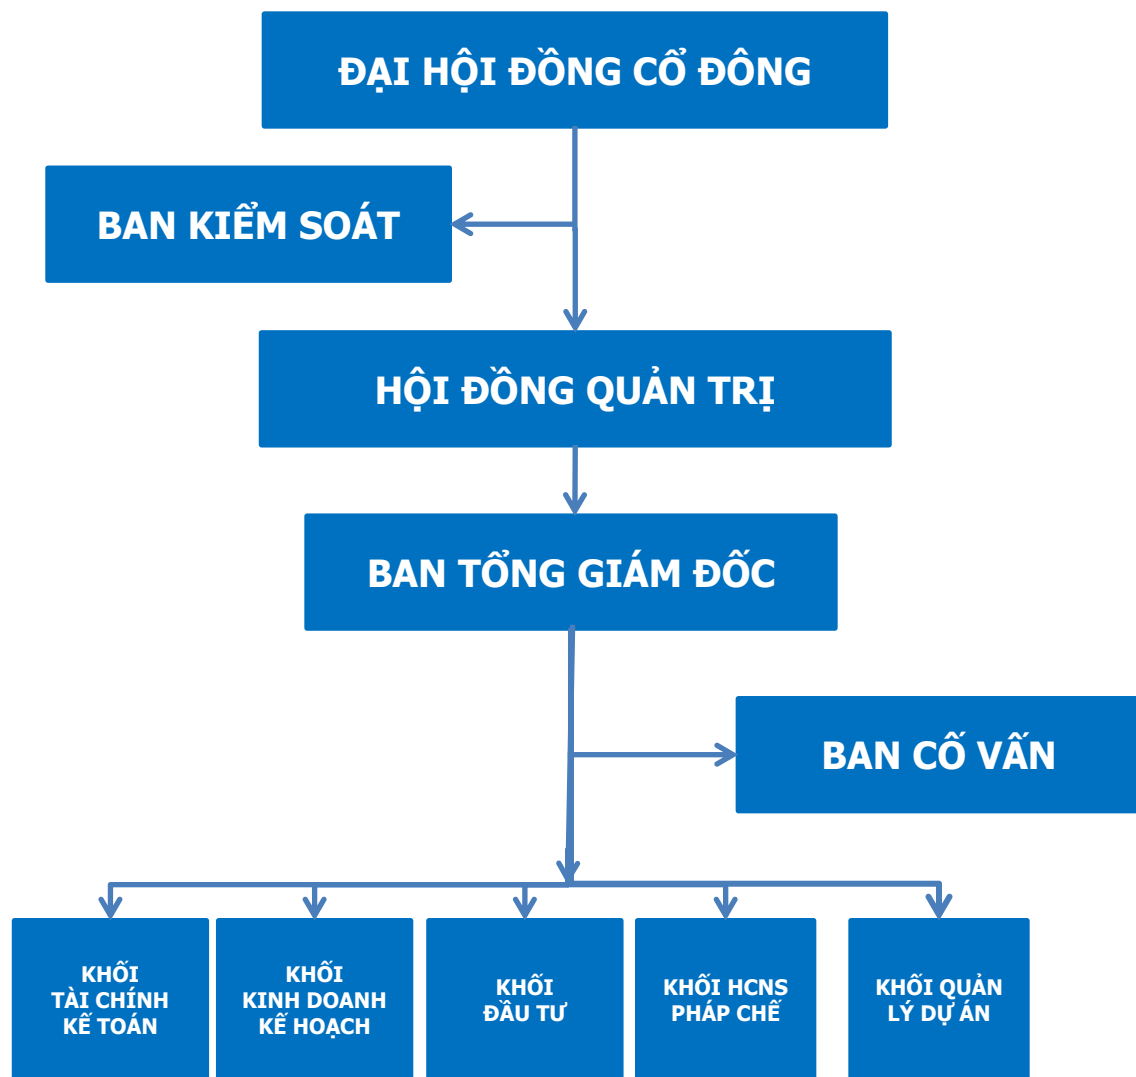 ĐẠI HỘI ĐỒNG CỔ ĐÔNG
BAN KIỂM SOÁT
HỘI ĐỒNG QUẢN TRỊ
BAN TỔNG GIÁM ĐỐC
BAN CỐ VẤN
KHỐI
TÀI CHÍNH
KẾ TOÁN
KHỐI
KINH DOANH
KẾ HOẠCH
KHỐI
ĐẦU TƯ
KHỐI HCNS
PHÁP CHẾ
KHỐI QUẢN
LÝ DỰ ÁN